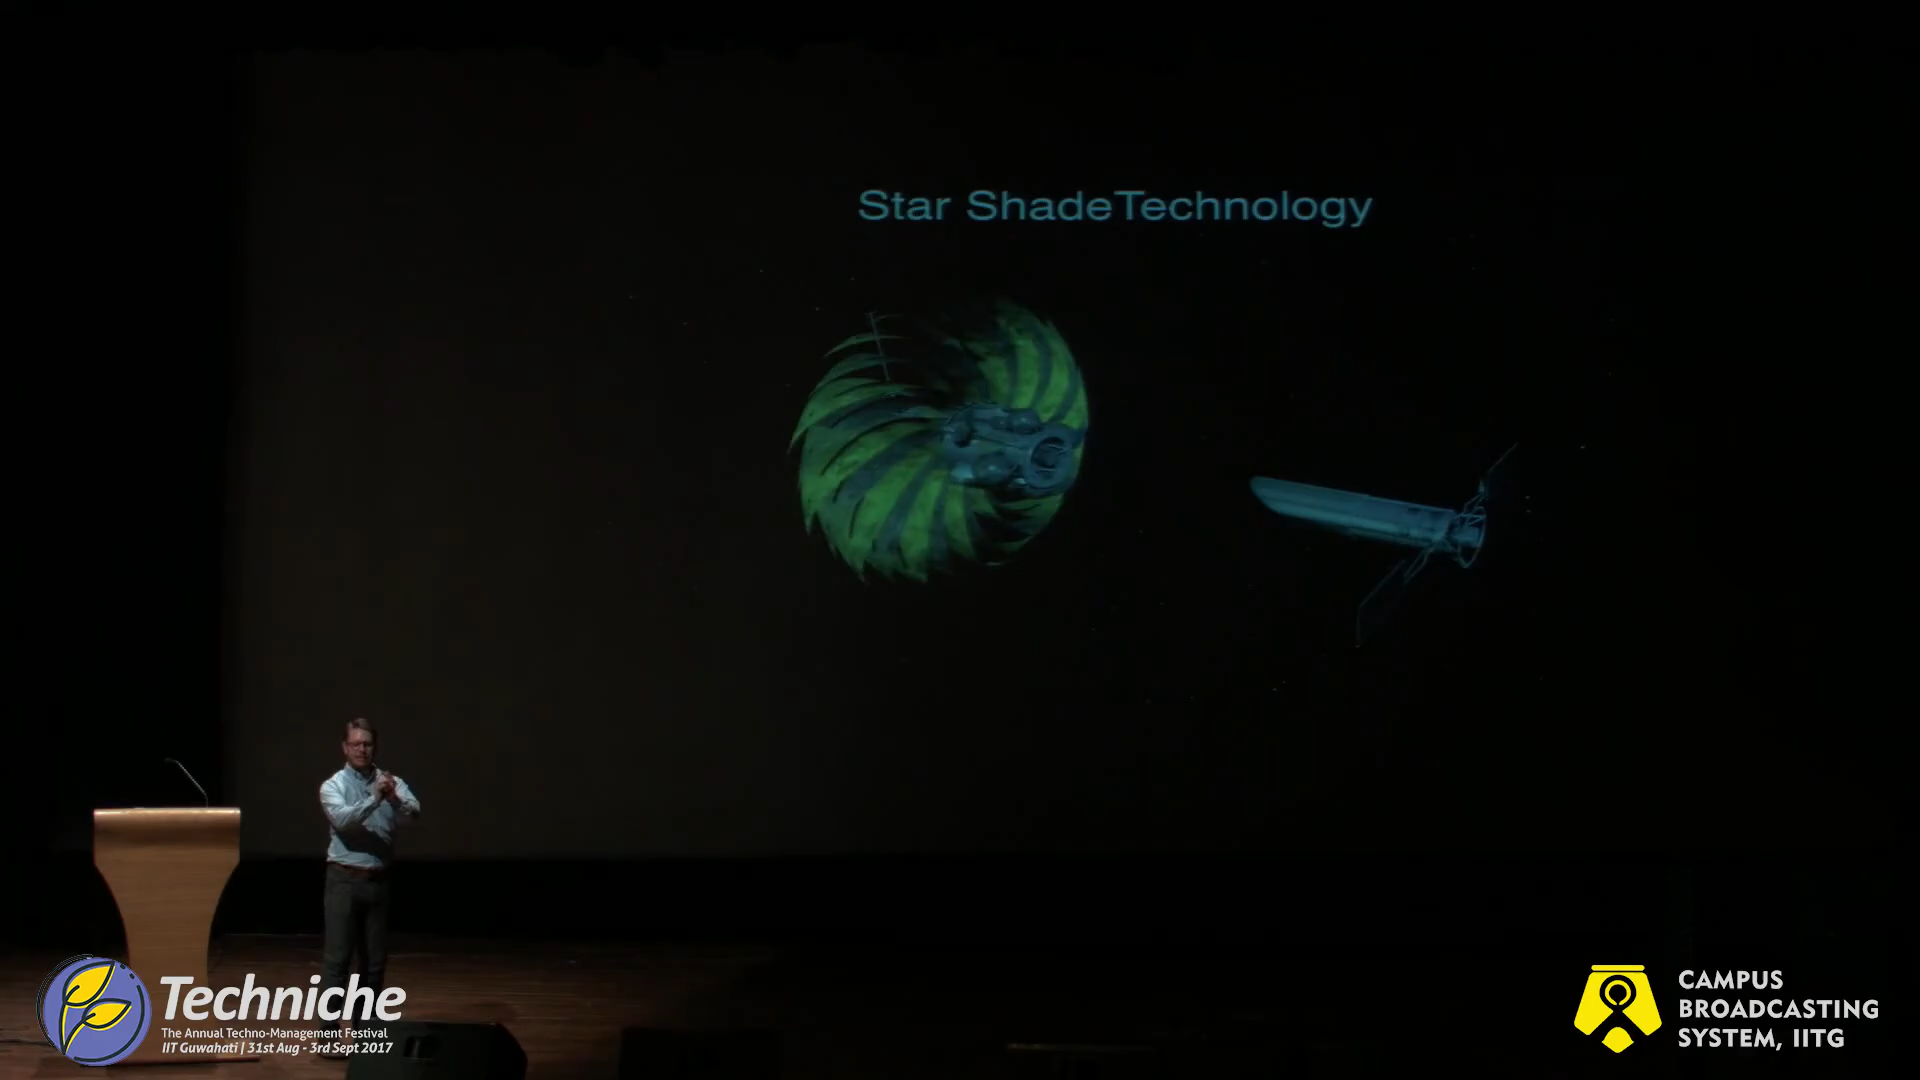 Star ShadeTechnology
Techniche
The Annual Techno-Management Festival
IIT Guwahati | 31st Aug - 3rd Sept 2017
CAMPUS
BROADCASTING
SYSTEM, IITG